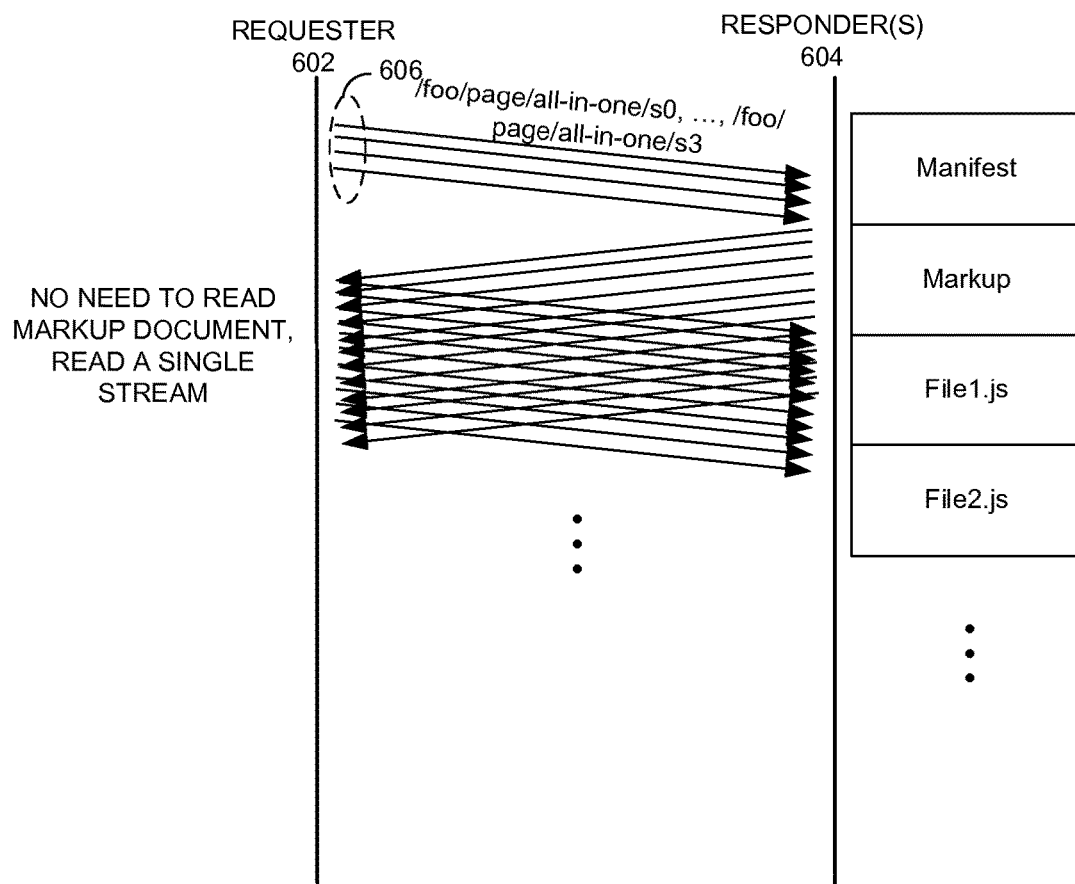 REQUESTER
602
RESPONDER(S)
604
606
/foo/page/all-in-one/s0, ..., /foo/
page/all-in-one/s3
Manifest
Markup
File1.js
File2.js
NO NEED TO READ
MARKUP DOCUMENT,
READ A SINGLE
STREAM